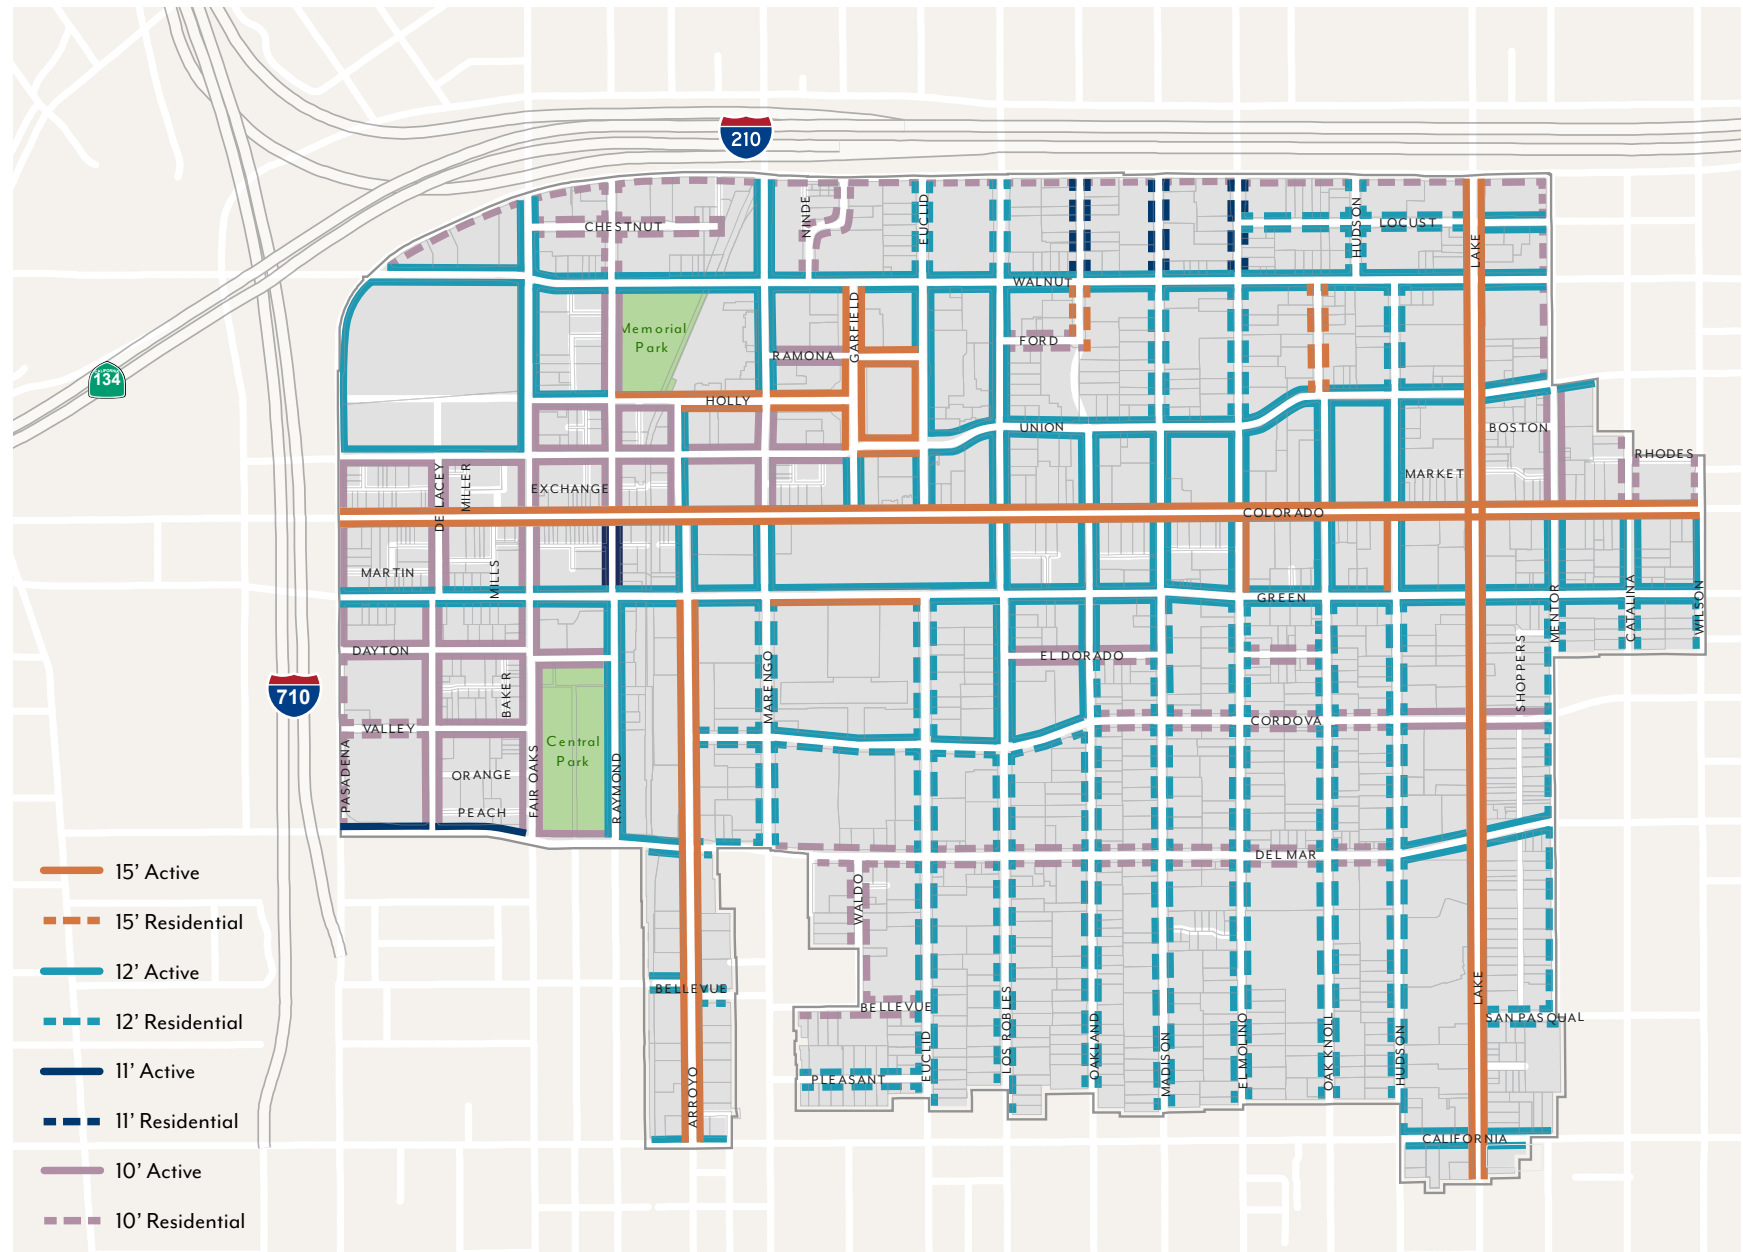 210
CALIFORNIA
134
710
CHESTNUT
NINDE
EUCLID
HUDSON
LOCUST
LAKE
WALNUT
Memorial
Park
GARFIELD
RAMONA
FORD
HOLLY
UNION
BOSTON
RHODES
MARKET
DE LACEY
MILLER
EXCHANGE
COLORADO
MARTIN
MILLS
GREEN
MENTOR
CATALINA
WILSON
DAYTON
EL DORADO
SHOPPERS
BAKER
MARENGO
VALLEY
CORDOVA
Central
Park
PASADENA
ORANGE
PEACH
FAIR OAKS
RAYMOND
DEL MAR
WALDO
BELLEVUE
BELLEVUE
LAKE
SAN PASQUAL
EUCLID
LOS ROBLES
OAKLAND
MADISON
EL MOLINO
OAK KNOLL
HUDSON
PLEASANT
ARROYO
CALIFORNIA
15’ Active
15’ Residential
12’ Active
12’ Residential
11’ Active
11’ Residential
10’ Active
10’ Residential